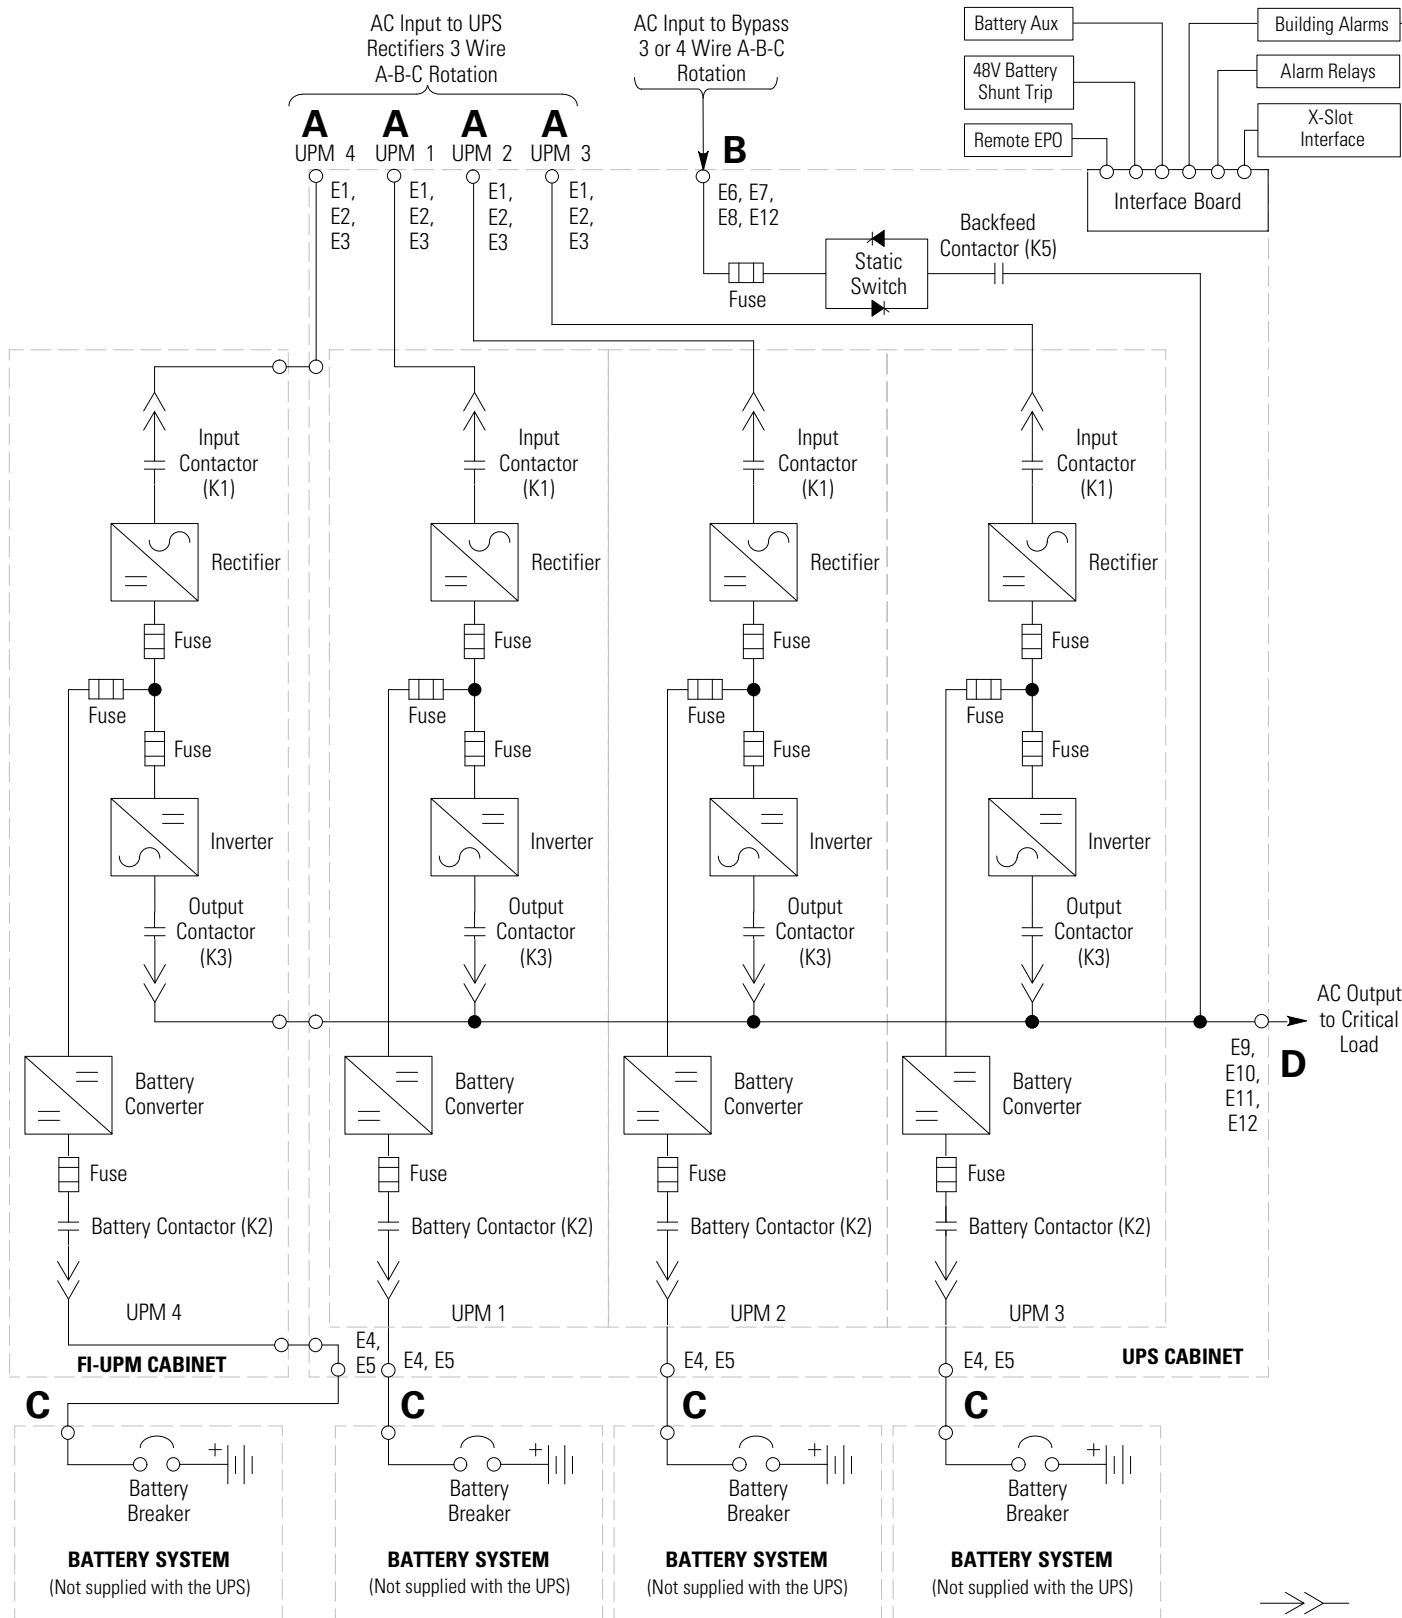 AC Input to UPS
Rectifiers 3 Wire
A-B-C Rotation
AC Input to Bypass
3 or 4 Wire A-B-C
Rotation
Battery Aux
48V Battery
Shunt Trip
Remote EPO
Building Alarms
Alarm Relays
X-Slot
Interface
Interface Board
A
A
A
A
UPM 4
UPM 1
UPM 2
UPM 3
B
E1,
E2,
E3
E1,
E2,
E3
E1,
E2,
E3
E1,
E2,
E3
E6, E7,
E8, E12
Fuse
Static
Switch
Backfeed
Contactor (K5)
Input
Contactor
(K1)
Input
Contactor
(K1)
Input
Contactor
(K1)
Input
Contactor
(K1)
Rectifier
Rectifier
Rectifier
Rectifier
Fuse
Fuse
Fuse
Fuse
Fuse
Fuse
Fuse
Fuse
Fuse
Fuse
Fuse
Fuse
Inverter
Inverter
Inverter
Inverter
Output
Contactor
(K3)
Output
Contactor
(K3)
Output
Contactor
(K3)
Output
Contactor
(K3)
AC Output
to Critical
Load
E9,
E10,
E11,
E12
D
Battery
Converter
Battery
Converter
Battery
Converter
Battery
Converter
Fuse
Fuse
Fuse
Fuse
Battery Contactor (K2)
Battery Contactor (K2)
Battery Contactor (K2)
Battery Contactor (K2)
UPM 4
UPM 1
UPM 2
UPM 3
FI-UPM CABINET
E4,
E5
E4, E5
E4, E5
E4, E5
UPS CABINET
C
C
C
C
+
+
+
+
Battery
Breaker
Battery
Breaker
Battery
Breaker
Battery
Breaker
BATTERY SYSTEM
(Not supplied with the UPS)
BATTERY SYSTEM
(Not supplied with the UPS)
BATTERY SYSTEM
(Not supplied with the UPS)
BATTERY SYSTEM
(Not supplied with the UPS)